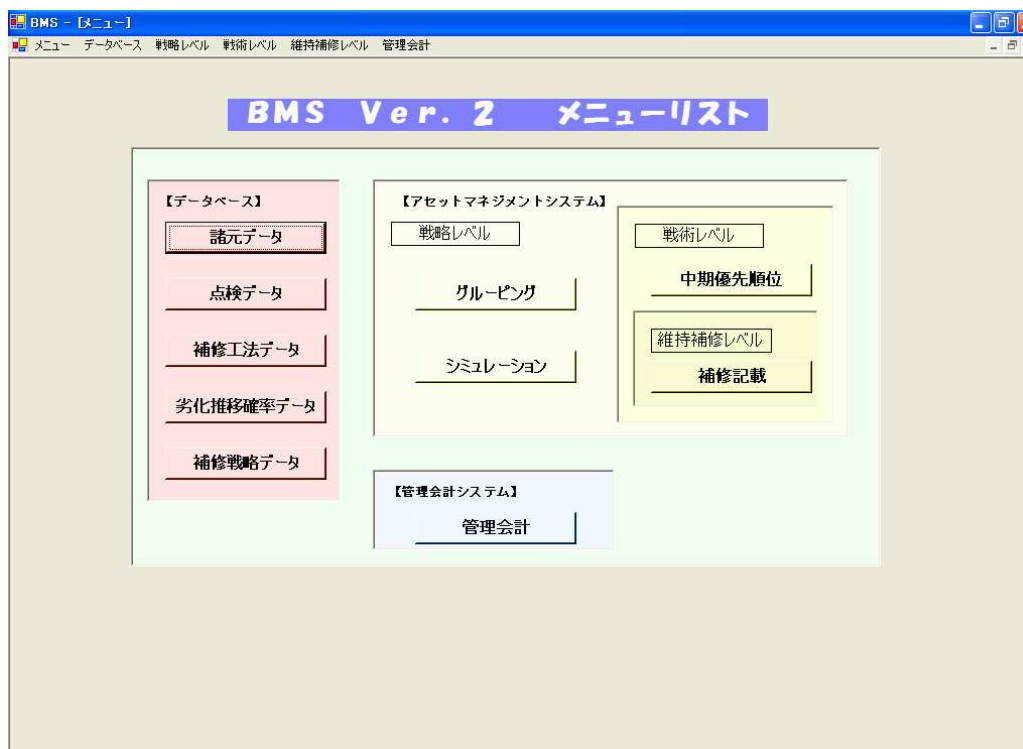 BMS - [メニュー]
メニュー データベース 戦略レベル 戦術レベル 維持補修レベル 管理会計
BMS Ver. 2 メニューリスト
【データベース】
諸元データ
点検データ
補修工法データ
劣化推移確率データ
補修戦略データ
【アセットマネジメントシステム】
戦略レベル
グルーピング
シミュレーション
戦術レベル
中期優先順位
維持補修レベル
補修記載
【管理会計システム】
管理会計